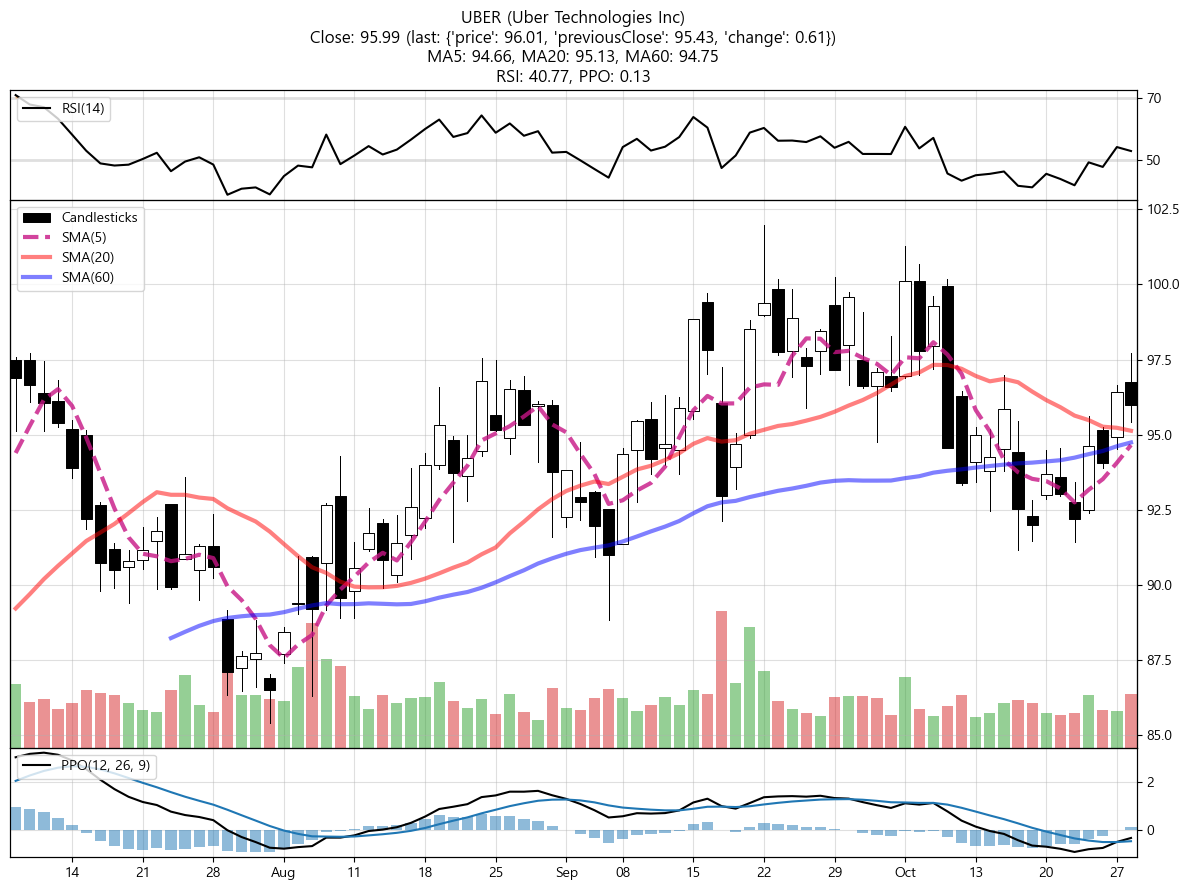 UBER (Uber Technologies Inc)
Close: 95.99 (last: {'price': 96.01, 'previousClose': 95.43, 'change': 0.61})
MA5: 94.66, MA20: 95.13, MA60: 94.75
RSI: 40.77, PPO: 0.13
RSI(14)
70
50
Candlesticks
SMA(5)
SMA(20)
SMA(60)
102.5
100.0
97.5
95.0
92.5
90.0
87.5
85.0
PPO(12, 26, 9)
2
0
14 21 28 Aug 11 18 25 Sep 08 15 22 29 Oct 13 20 27